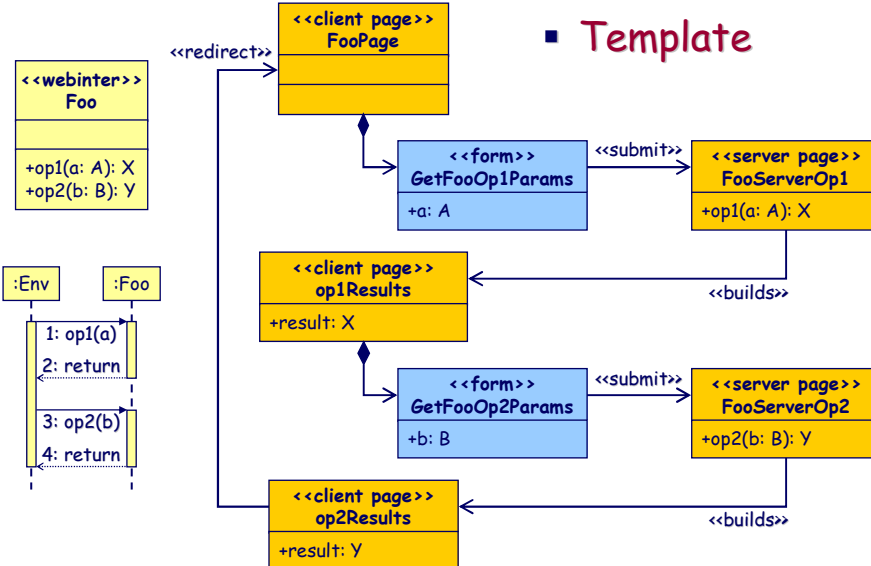 ▪ Template
<<client page>>
FooPage
<<redirect>>
<<webinter>>
Foo
+op1(a: A): X
+op2(b: B): Y
<<form>>
GetFooOp1Params
+a: A
<<submit>>
<<server page>>
FooServerOp1
+op1(a: A): X
<<builds>>
<<client page>>
op1Results
+result: X
:Env
:Foo
1: op1(a)
2: return
3: op2(b)
4: return
<<form>>
GetFooOp2Params
+b: B
<<submit>>
<<server page>>
FooServerOp2
+op2(b: B): Y
<<builds>>
<<client page>>
op2Results
+result: Y